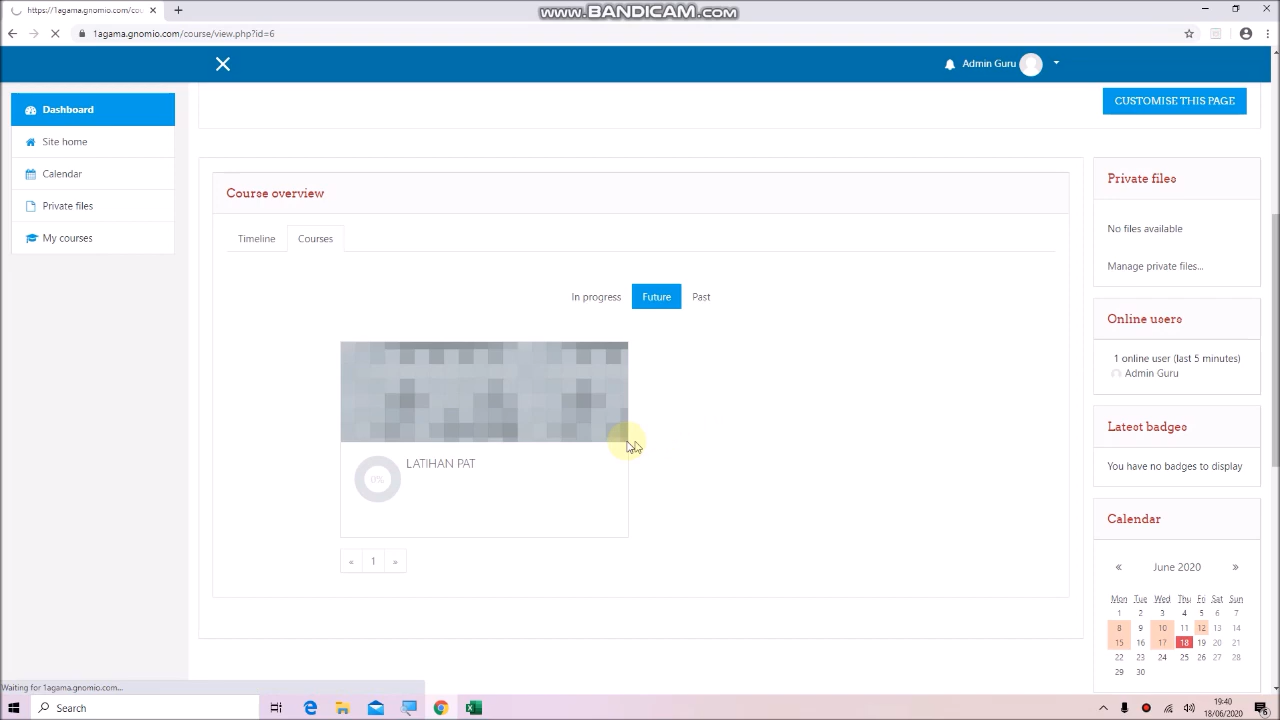 www.BANDICAM.com
https://1agama.gnomio.com/cou
1agama.gnomio.com/course/view.php?id=6
Admin Guru
Dashboard
Site home
Calendar
Private files
My courses
CUSTOMISE THIS PAGE
Course overview
Timeline
Courses
In progress
Future
Past
0%
LATIHAN PAT
«
1
»
Private files
No files available
Manage private files...
Online users
1 online user (last 5 minutes)
Admin Guru
Latest badges
You have no badges to display
Calendar
« June 2020 »
Mon Tue Wed Thu Fri Sat Sun
1 2 3 4 5 6 7
8 9 10 11 12 13 14
15 16 17 18 19 20 21
22 23 24 25 26 27 28
29 30
Waiting for 1agama.gnomio.com...
Search
19:40
18/06/2020